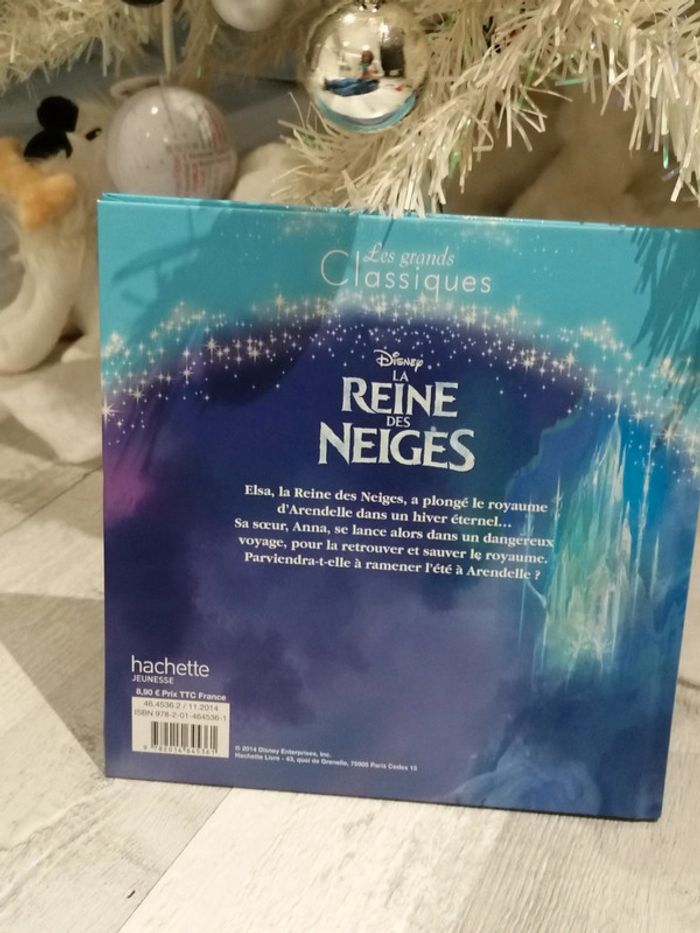 Les grands
Classiques
Disney
LA
REINE
DES
NEIGES
Elsa, la Reine des Neiges, a plongé le royaume
d'Arendelle dans un hiver éternel...
Sa sœur, Anna, se lance alors dans un dangereux
voyage, pour la retrouver et sauver le royaume.
Parviendra-t-elle à ramener l'été à Arendelle ?
hachette
JEUNESSE
8,90 € Prix TTC France
46.4536.2 / 11.2014
ISBN 978-2-01-464536-1
9 782014 645361
© 2014 Disney Enterprises, Inc.
Hachette Livre - 43, quai de Grenelle, 75905 Paris Cedex 15